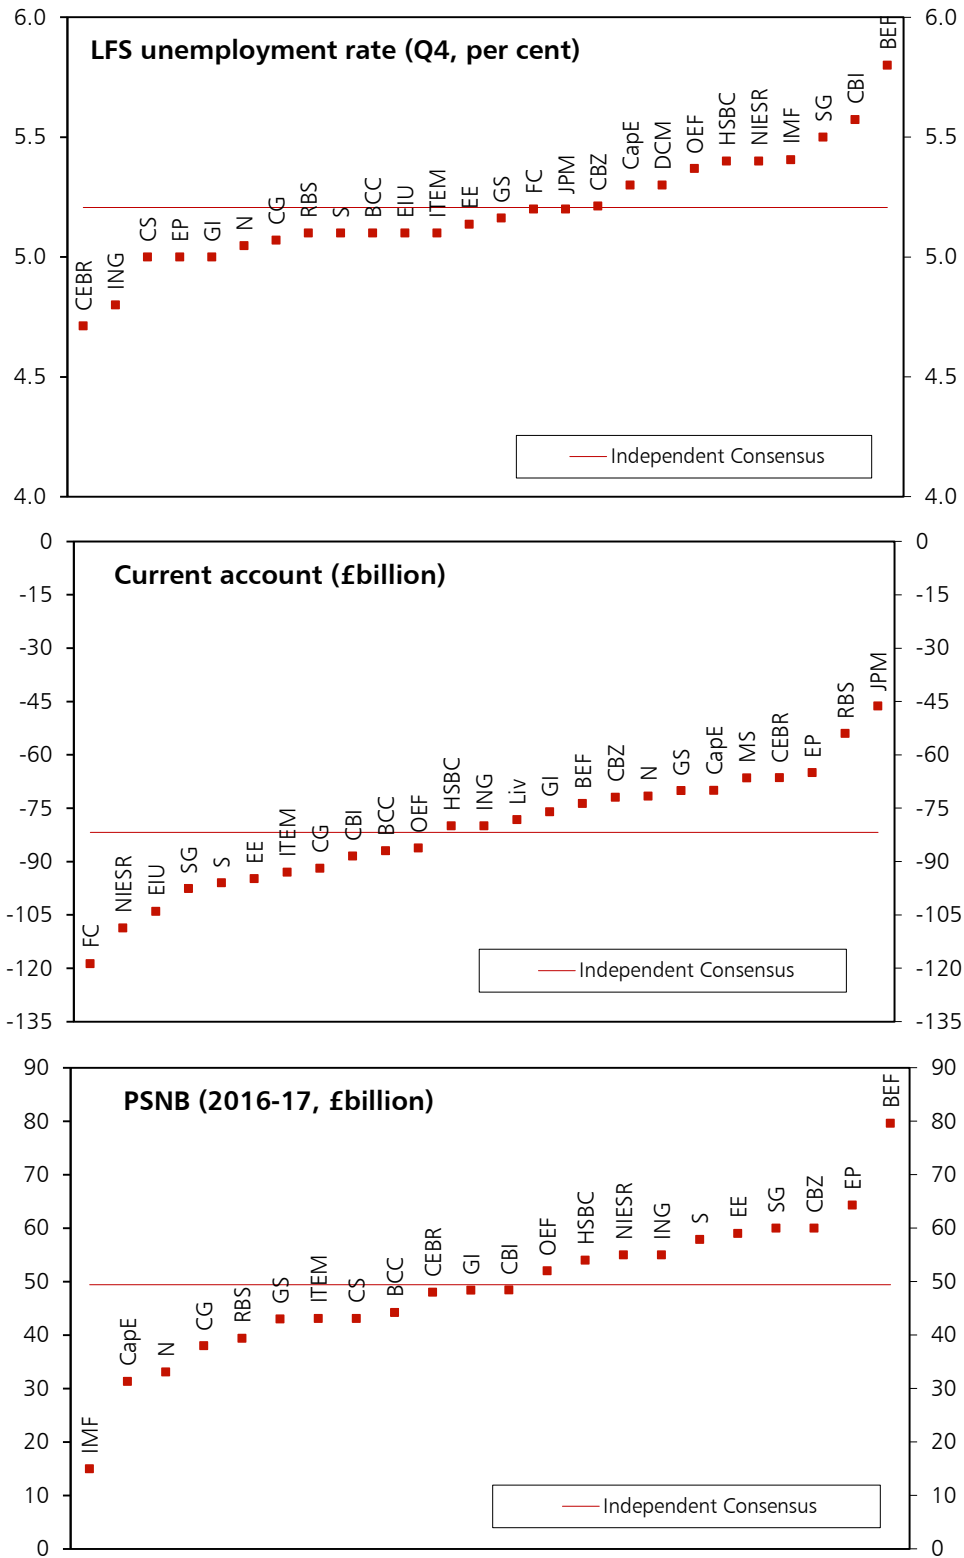 6.0 6.0
LFS unemployment rate (Q4, per cent)
BEF
CBI
SG
IMF
NIESR
HSBC
OEF
DCM
CapE
CBZ
JPM
FC
GS
EE
ITEM
EIU
BCC
S
RBS
CG
N
GI
EP
CS
ING
CEBR
5.5 5.5
5.0 5.0
4.5 4.5
Independent Consensus
4.0 4.0
0 0
Current account (£billion)
-15 -15
-30 -30
-45 -45
-60 -60
-75 -75
-90 -90
-105 -105
-120 -120
-135 -135
FC
NIESR
EIU
SG
S
EE
ITEM
CG
CBI
BCC
OEF
HSBC
ING
Liv
GI
BEF
CBZ
N
GS
CapE
MS
CEBR
EP
RBS
JPM
Independent Consensus
90 90
PSNB (2016-17, £billion)
80 80
70 70
60 60
50 50
40 40
30 30
20 20
10 10
0 0
IMF
CapE
N
CG
RBS
GS
ITEM
CS
BCC
CEBR
GI
CBI
OEF
HSBC
NIESR
ING
S
EE
SG
CBZ
EP
BEF
Independent Consensus